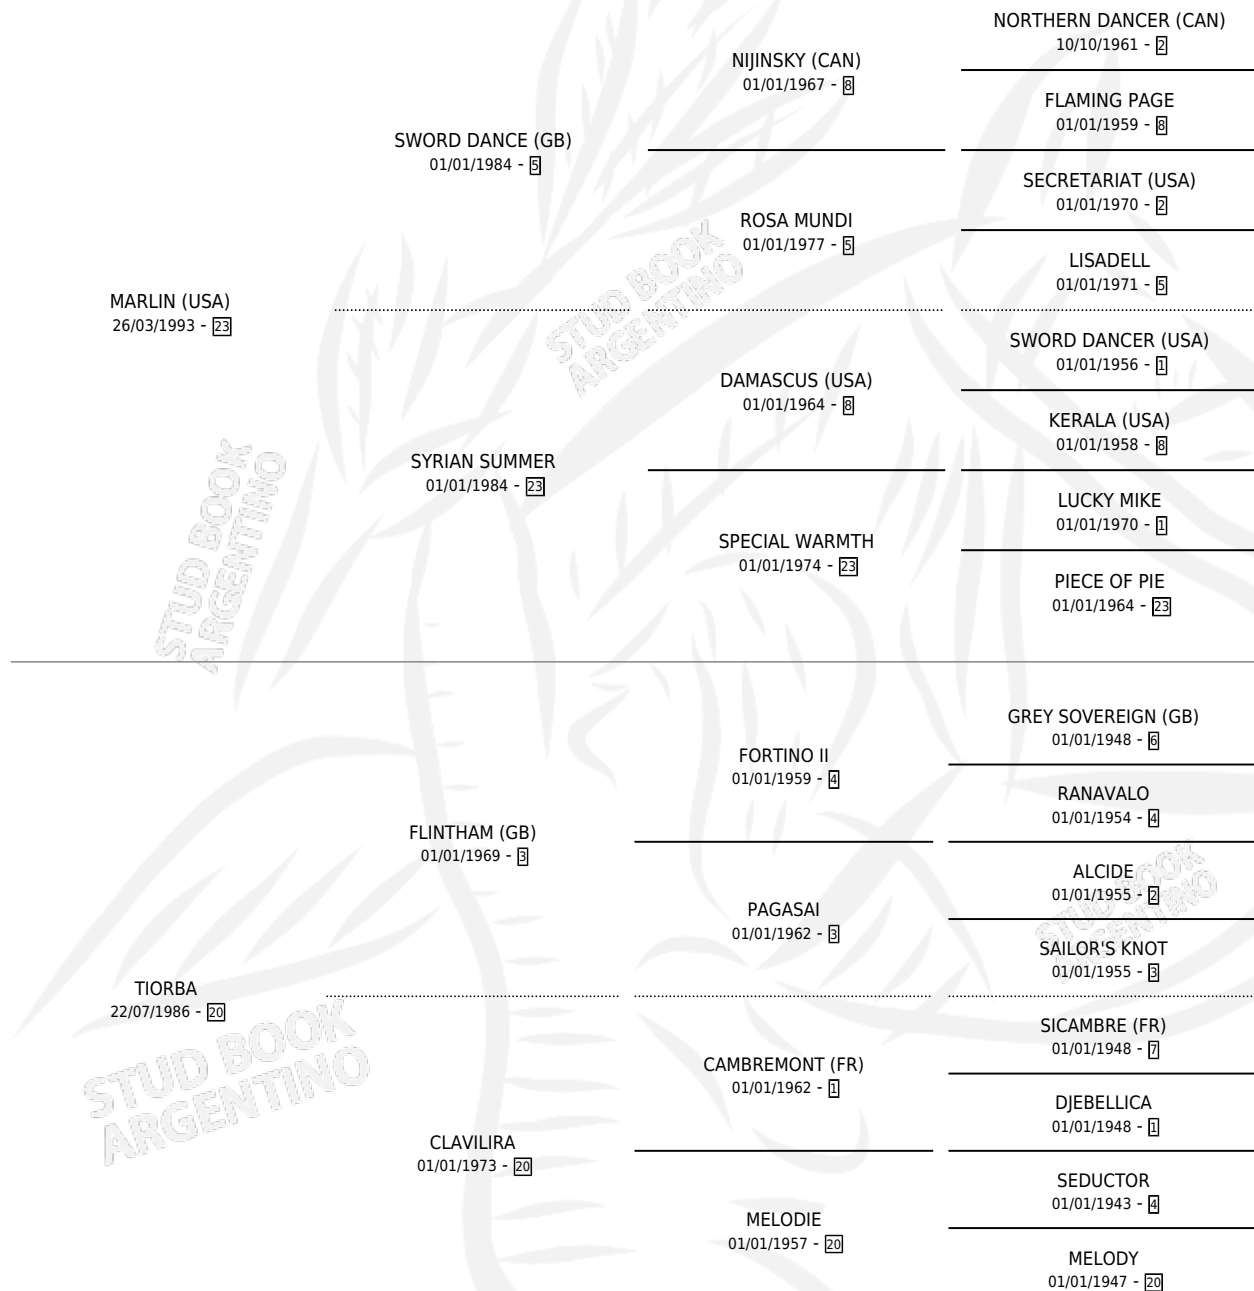 NORTHERN DANCER (CAN)
10/10/1961 - 2
NIJINSKY (CAN)
01/01/1967 - 8
FLAMING PAGE
01/01/1959 - 8
SWORD DANCE (GB)
01/01/1984 - 5
SECRETARIAT (USA)
01/01/1970 - 2
ROSA MUNDI
01/01/1977 - 5
LISADELL
01/01/1971 - 5
MARLIN (USA)
26/03/1993 - 23
SWORD DANCER (USA)
01/01/1956 - 1
DAMASCUS (USA)
01/01/1964 - 8
KERALA (USA)
01/01/1958 - 8
SYRIAN SUMMER
01/01/1984 - 23
LUCKY MIKE
01/01/1970 - 1
SPECIAL WARMTH
01/01/1974 - 23
PIECE OF PIE
01/01/1964 - 23
GREY SOVEREIGN (GB)
01/01/1948 - 6
FORTINO II
01/01/1959 - 4
RANAVALO
01/01/1954 - 4
FLINTHAM (GB)
01/01/1969 - 3
ALCIDE
01/01/1955 - 2
PAGASAI
01/01/1962 - 3
SAILOR'S KNOT
01/01/1955 - 3
TIORBA
22/07/1986 - 20
SICAMBRE (FR)
01/01/1948 - 7
CAMBREMONT (FR)
01/01/1962 - 1
DJEBELLICA
01/01/1948 - 1
CLAVILIRA
01/01/1973 - 20
SEDUCTOR
01/01/1943 - 4
MELODIE
01/01/1957 - 20
MELODY
01/01/1947 - 20
STUD BOOK
ARGENTINO
STUD BOOK
ARGENTINO
STUD BOOK
ARGENTINO
STUD BOOK
ARGENTINO